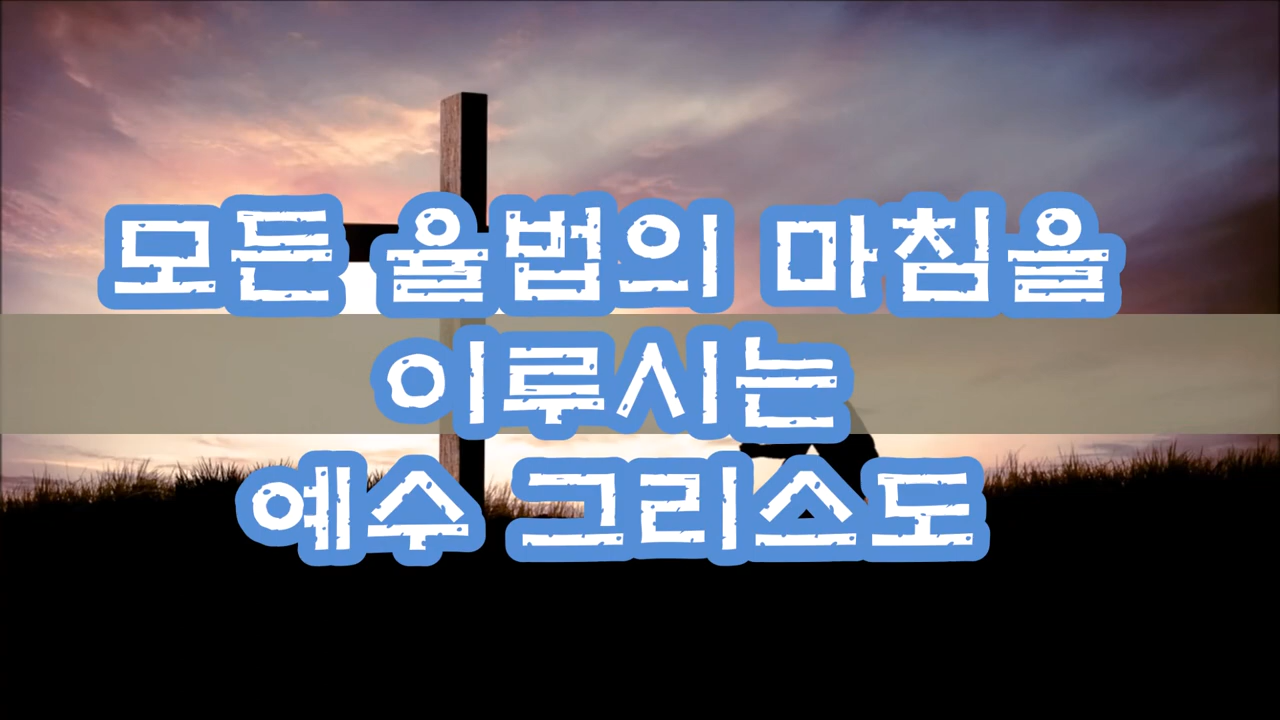 모든 율법의 마침을
이루시는
예수 그리스도